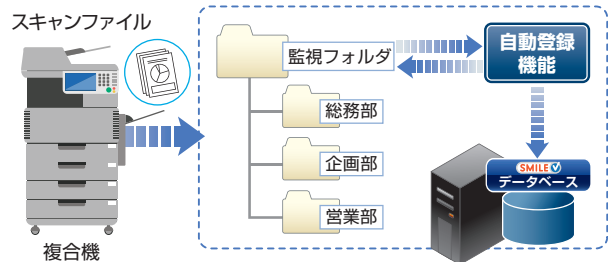 スキャンファイル
監視フォルダ
自動登録
機能
総務部
企画部
営業部
SMILE V
データベース
複合機